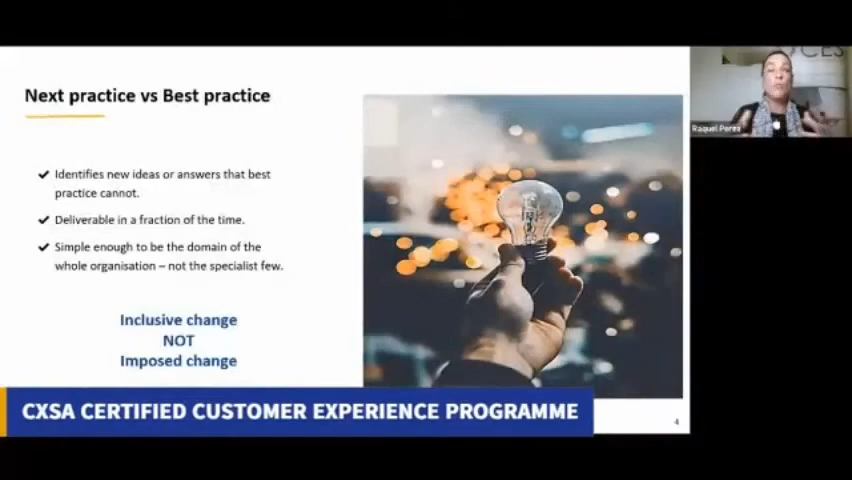 Next practice vs Best practice
Identifies new ideas or answers that best
practice cannot.
Deliverable in a fraction of the time.
Simple enough to be the domain of the
whole organisation – not the specialist few.
Inclusive change
NOT
Imposed change
CXSA CERTIFIED CUSTOMER EXPERIENCE PROGRAMME
4
Raquel Perez